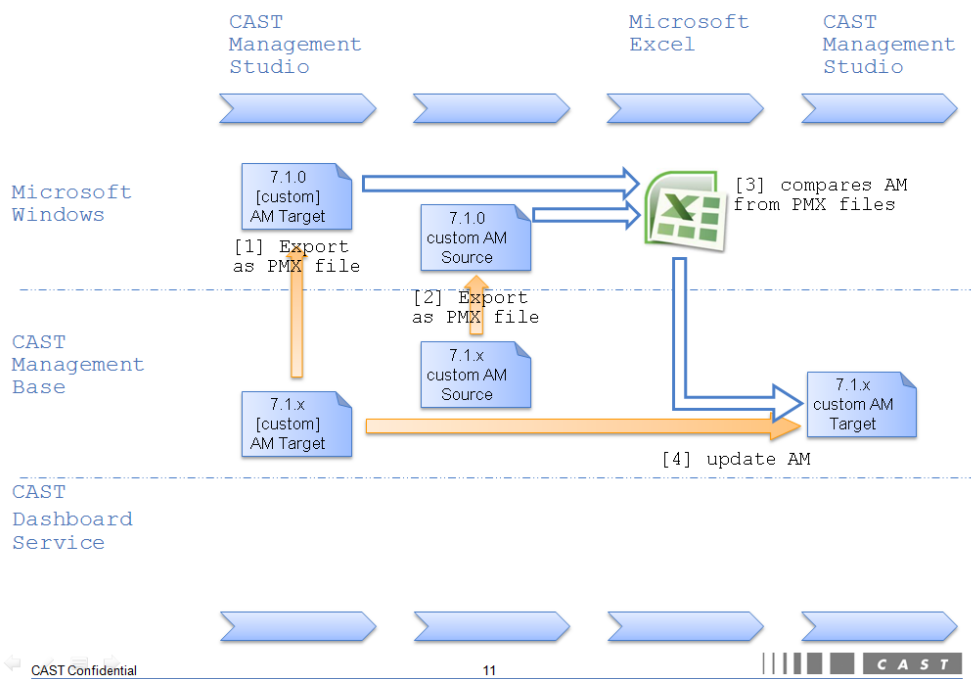 CAST
Management
Studio
Microsoft
Excel
CAST
Management
Studio
Microsoft
Windows
7.1.0
[custom]
AM Target
[1] Export
as PMX file
7.1.0
custom AM
Source
[3] compares AM
from PMX files
[2] Export
as PMX file
CAST
Management
Base
7.1.x
custom AM
Source
7.1.x
[custom]
AM Target
7.1.x
custom AM
Target
[4] update AM
CAST
Dashboard
Service
CAST Confidential
11
CAST